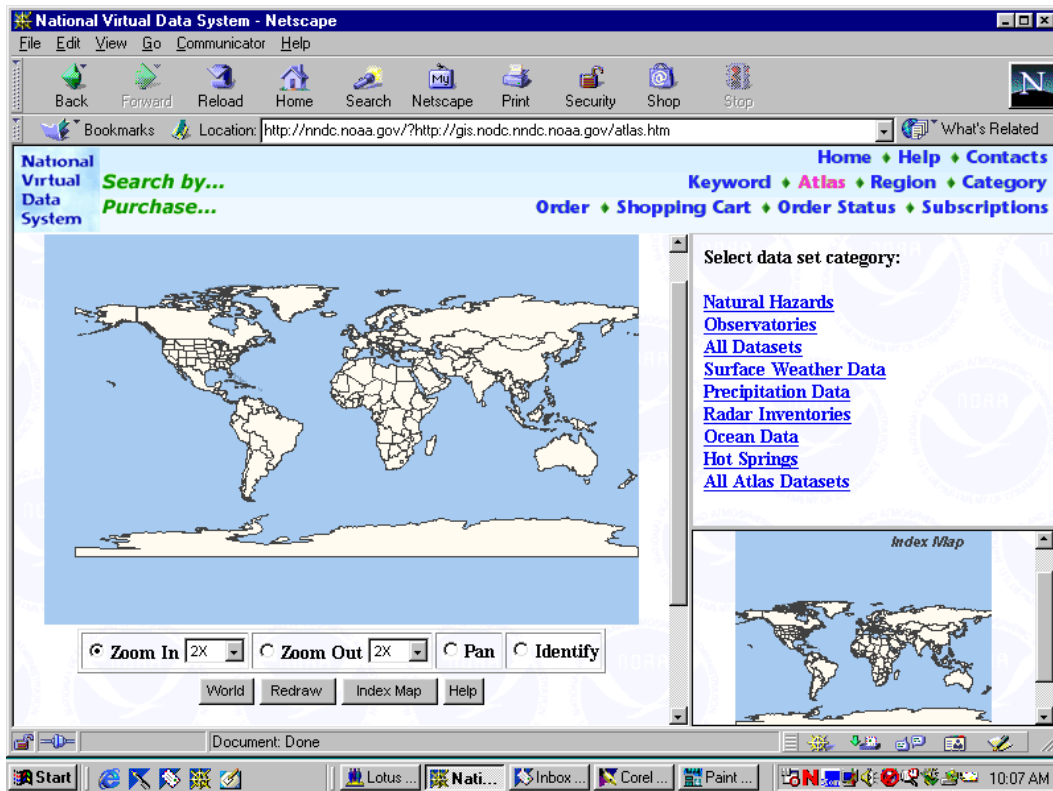 National Virtual Data System - Netscape
File Edit View Go Communicator Help
Back Forward Reload Home Search Netscape Print Security Shop Stop
My
N
Bookmarks Location: http://nndc.noaa.gov/?http://gis.nodc.nndc.noaa.gov/atlas.htm What's Related
National
Virtual
Data
System
Search by...
Purchase...
Home ♦ Help ♦ Contacts
Keyword ♦ Atlas ♦ Region ♦ Category
Order ♦ Shopping Cart ♦ Order Status ♦ Subscriptions
Select data set category:
Natural Hazards
Observatories
All Datasets
Surface Weather Data
Precipitation Data
Radar Inventories
Ocean Data
Hot Springs
All Atlas Datasets
Index Map
Zoom In 2X Zoom Out 2X Pan Identify
World Redraw Index Map Help
Document: Done
Start Lotus ... Nati... Inbox ... Corel ... Paint ... N 10:07 AM